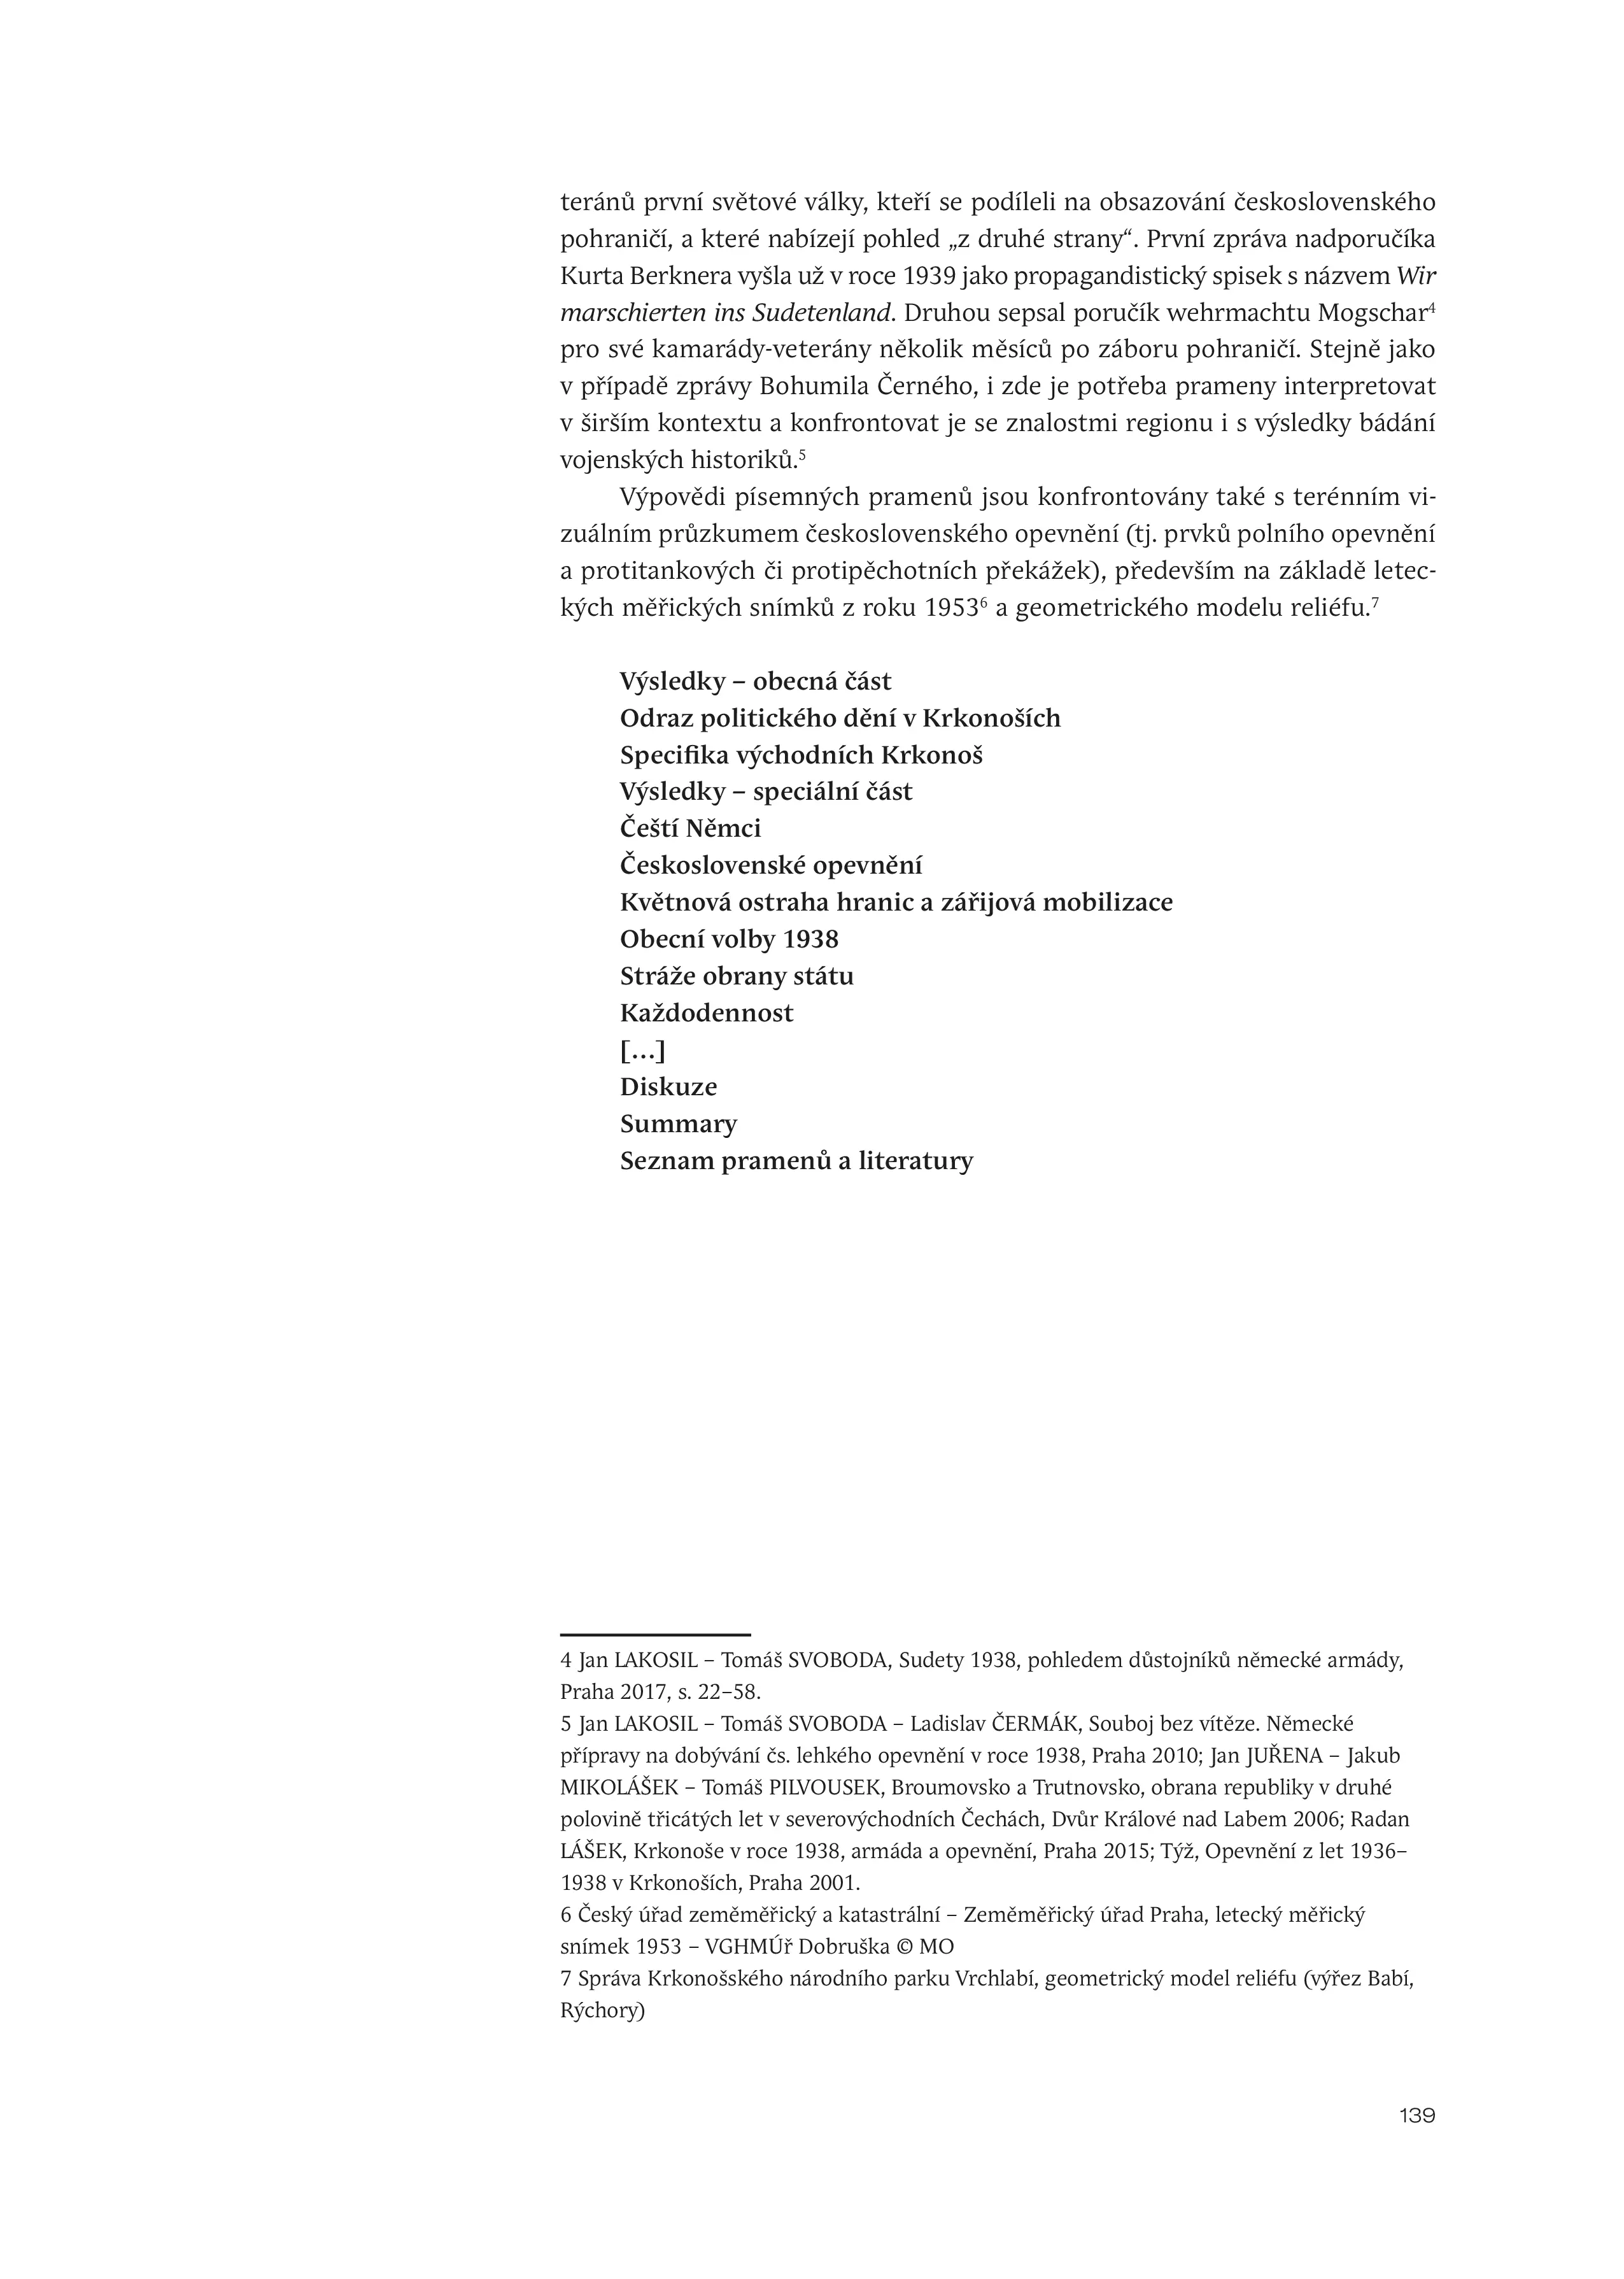 teránů první světové války, kteří se podíleli na obsazování československého
pohraničí, a které nabízejí pohled „z druhé strany“. První zpráva nadporučíka
Kurta Berknera vyšla už v roce 1939 jako propagandistický spisek s názvem Wir
marschierten ins Sudetenland. Druhou sepsal poručík wehrmachtu Mogschar⁴
pro své kamarády-veterány několik měsíců po záboru pohraničí. Stejně jako
v případě zprávy Bohumila Černého, i zde je potřeba prameny interpretovat
v širším kontextu a konfrontovat je se znalostmi regionu i s výsledky bádání
vojenských historiků.⁵
Výpovědi písemných pramenů jsou konfrontovány také s terénním vi-
zuálním průzkumem československého opevnění (tj. prvků polního opevnění
a protitankových či protipěchotních překážek), především na základě letec-
kých měřických snímků z roku 1953⁶ a geometrického modelu reliéfu.⁷
Výsledky – obecná část
Odraz politického dění v Krkonoších
Specifika východních Krkonoš
Výsledky – speciální část
Čeští Němci
Československé opevnění
Květnová ostraha hranic a zářijová mobilizace
Obecní volby 1938
Stráže obrany státu
Každodennost
[…]
Diskuze
Summary
Seznam pramenů a literatury
4 Jan LAKOSIL – Tomáš SVOBODA, Sudety 1938, pohledem důstojníků německé armády,
Praha 2017, s. 22–58.
5 Jan LAKOSIL – Tomáš SVOBODA – Ladislav ČERMÁK, Souboj bez vítěze. Německé
přípravy na dobývání čs. lehkého opevnění v roce 1938, Praha 2010; Jan JUŘENA – Jakub
MIKOLÁŠEK – Tomáš PILVOUSEK, Broumovsko a Trutnovsko, obrana republiky v druhé
polovině třicátých let v severovýchodních Čechách, Dvůr Králové nad Labem 2006; Radan
LÁŠEK, Krkonoše v roce 1938, armáda a opevnění, Praha 2015; Týž, Opevnění z let 1936–
1938 v Krkonoších, Praha 2001.
6 Český úřad zeměměřický a katastrální – Zeměměřický úřad Praha, letecký měřický
snímek 1953 – VGHMÚř Dobruška © MO
7 Správa Krkonošského národního parku Vrchlabí, geometrický model reliéfu (výřez Babí,
Rýchory)
139